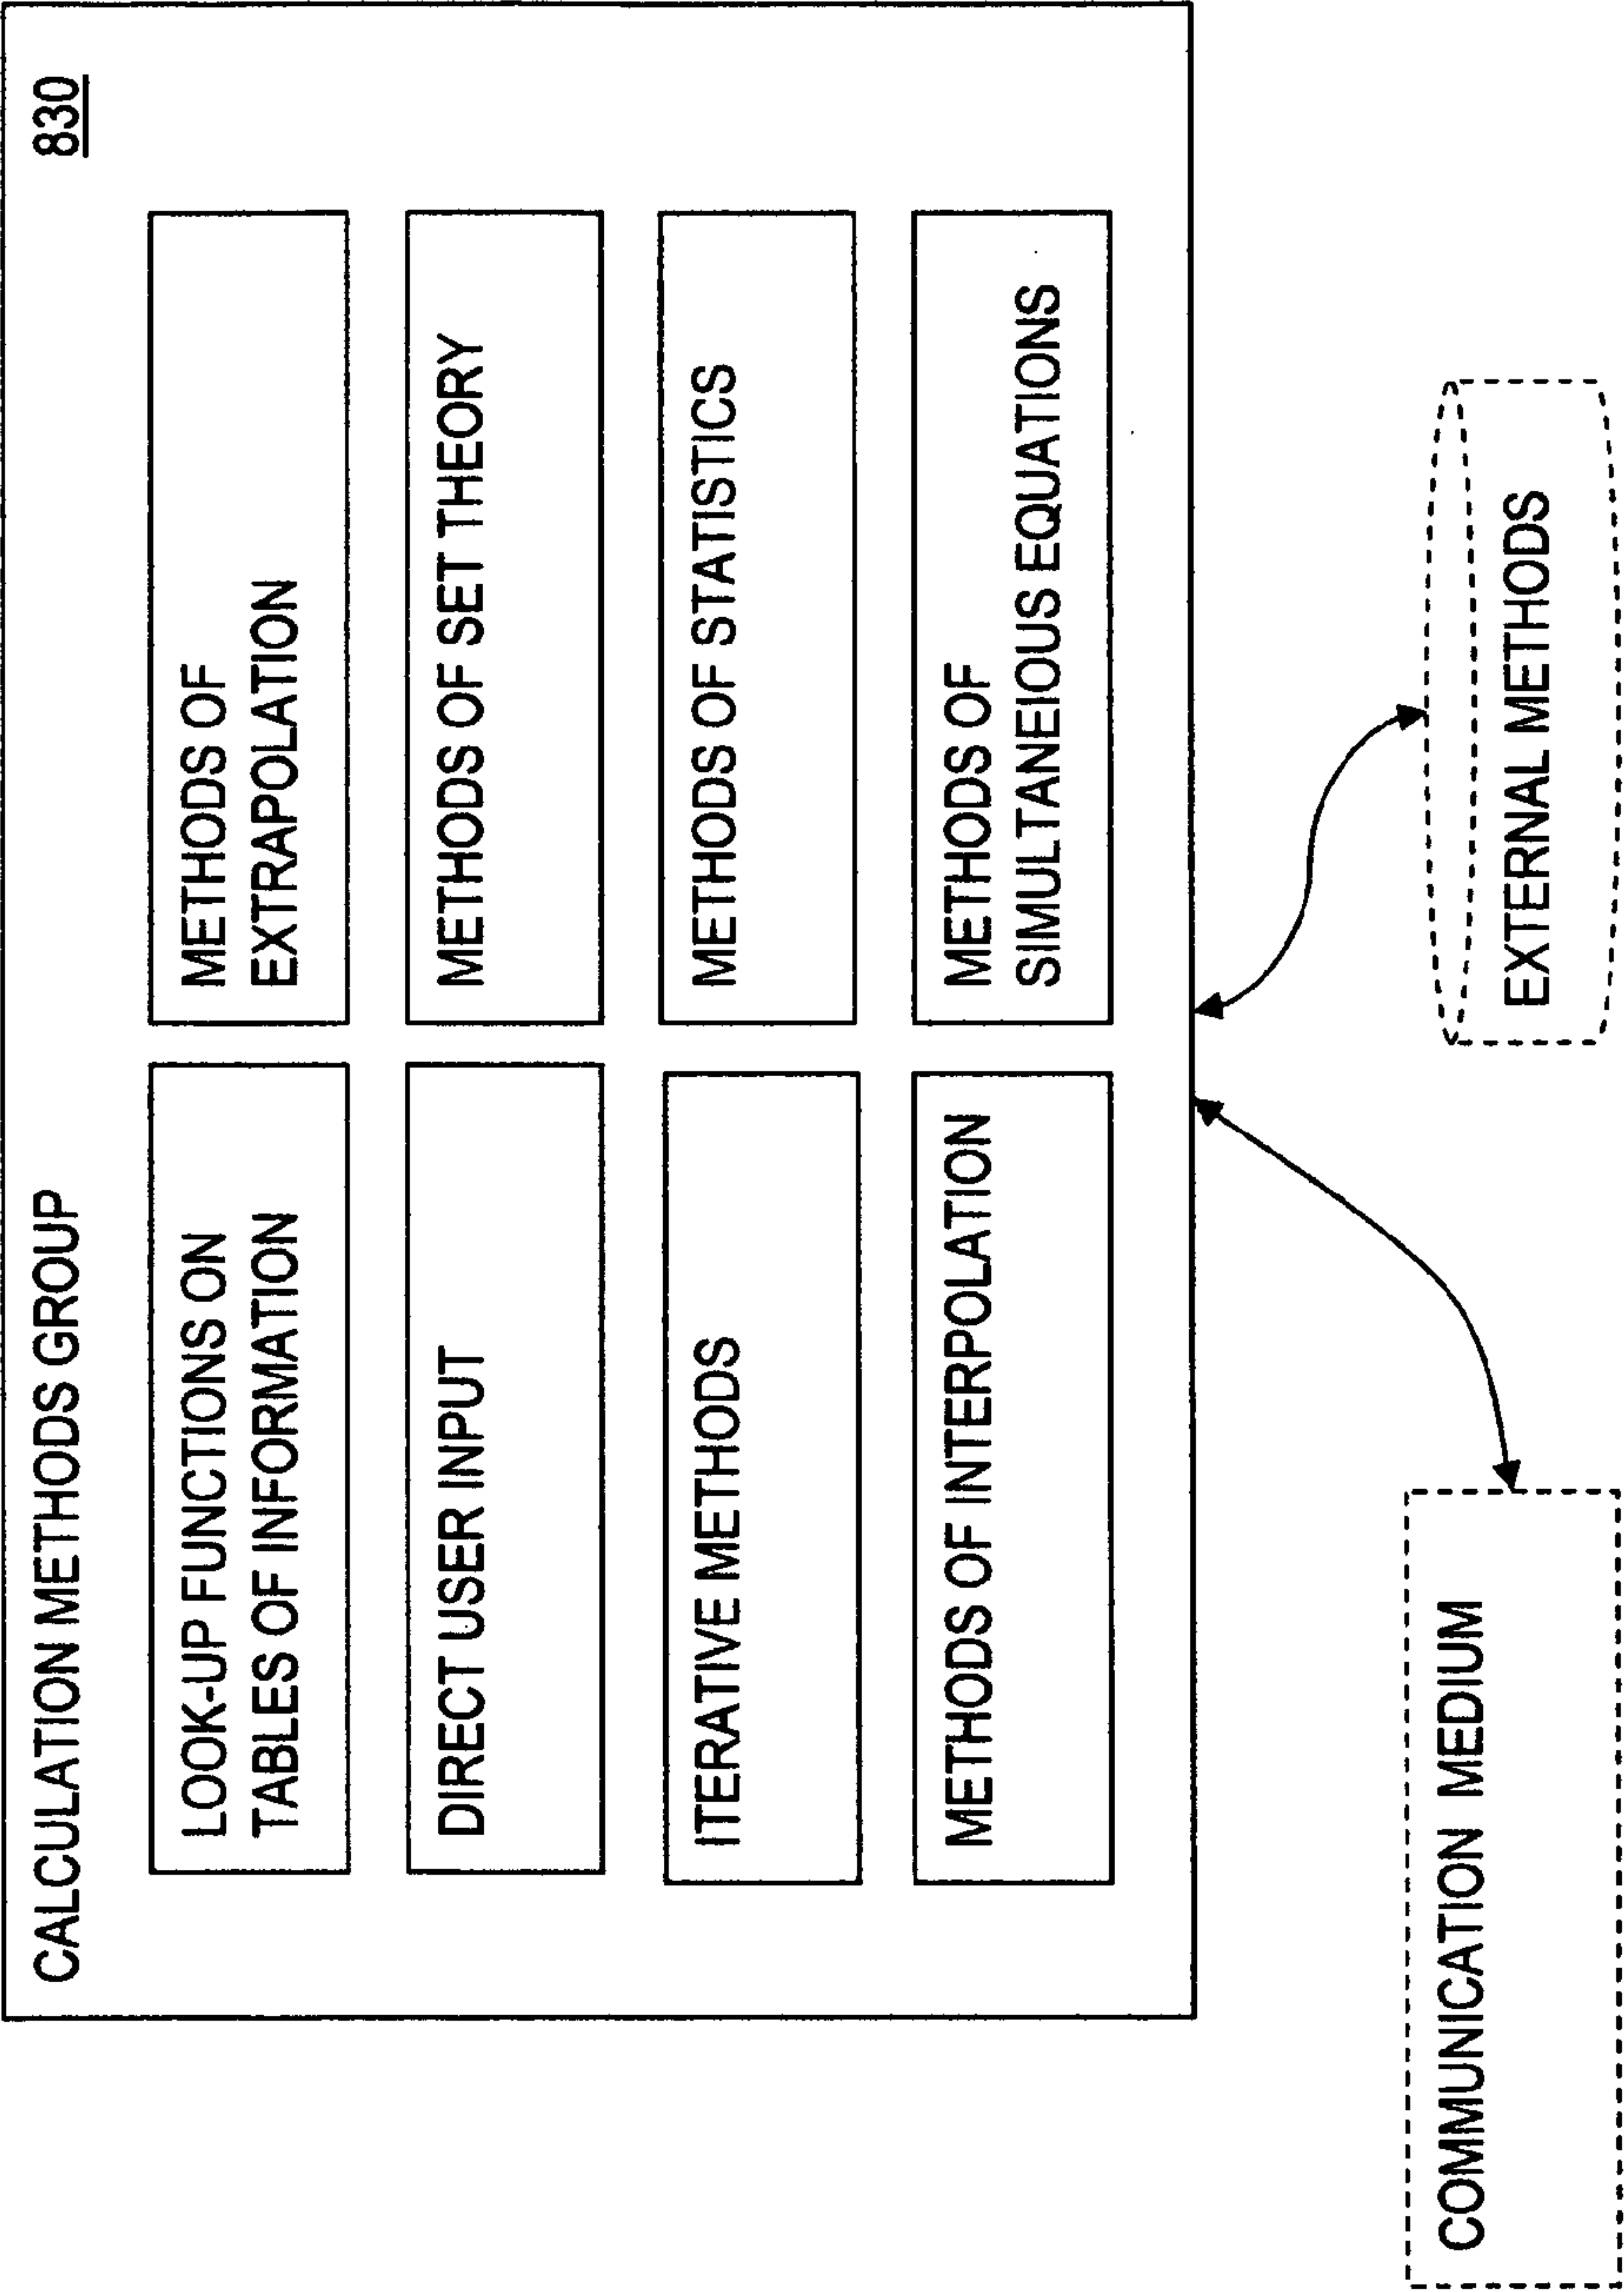 CALCULATION METHODS GROUP
830
LOOK-UP FUNCTIONS ON
TABLES OF INFORMATION
METHODS OF
EXTRAPOLATION
DIRECT USER INPUT
METHODS OF SET THEORY
ITERATIVE METHODS
METHODS OF STATISTICS
METHODS OF INTERPOLATION
METHODS OF
SIMULTANEIOUS EQUATIONS
COMMUNICATION MEDIUM
EXTERNAL METHODS